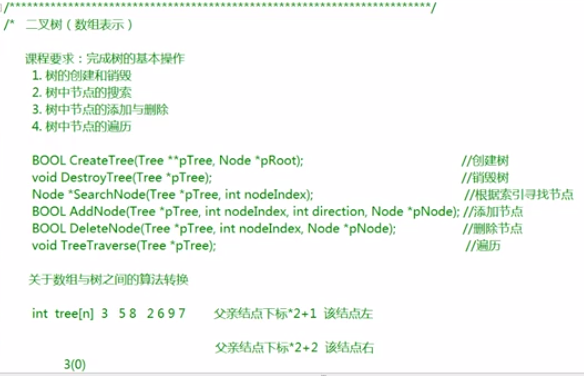 /************************************************************************/
/* 二叉树（数组表示）
课程要求：完成树的基本操作
1. 树的创建和销毁
2. 树中节点的搜索
3. 树中节点的添加与删除
4. 树中节点的遍历
BOOL CreateTree(Tree **pTree, Node *pRoot); //创建树
void DestroyTree(Tree *pTree); //销毁树
Node *SearchNode(Tree *pTree, int nodeIndex); //根据索引寻找节点
BOOL AddNode(Tree *pTree, int nodeIndex, int direction, Node *pNode); //添加节点
BOOL DeleteNode(Tree *pTree, int nodeIndex, Node *pNode); //删除节点
void TreeTraverse(Tree *pTree); //遍历
关于数组与树之间的算法转换
int tree[n] 3 5 8 2 6 9 7 父亲结点下标*2+1 该结点左
父亲结点下标*2+2 该结点右
3(0)